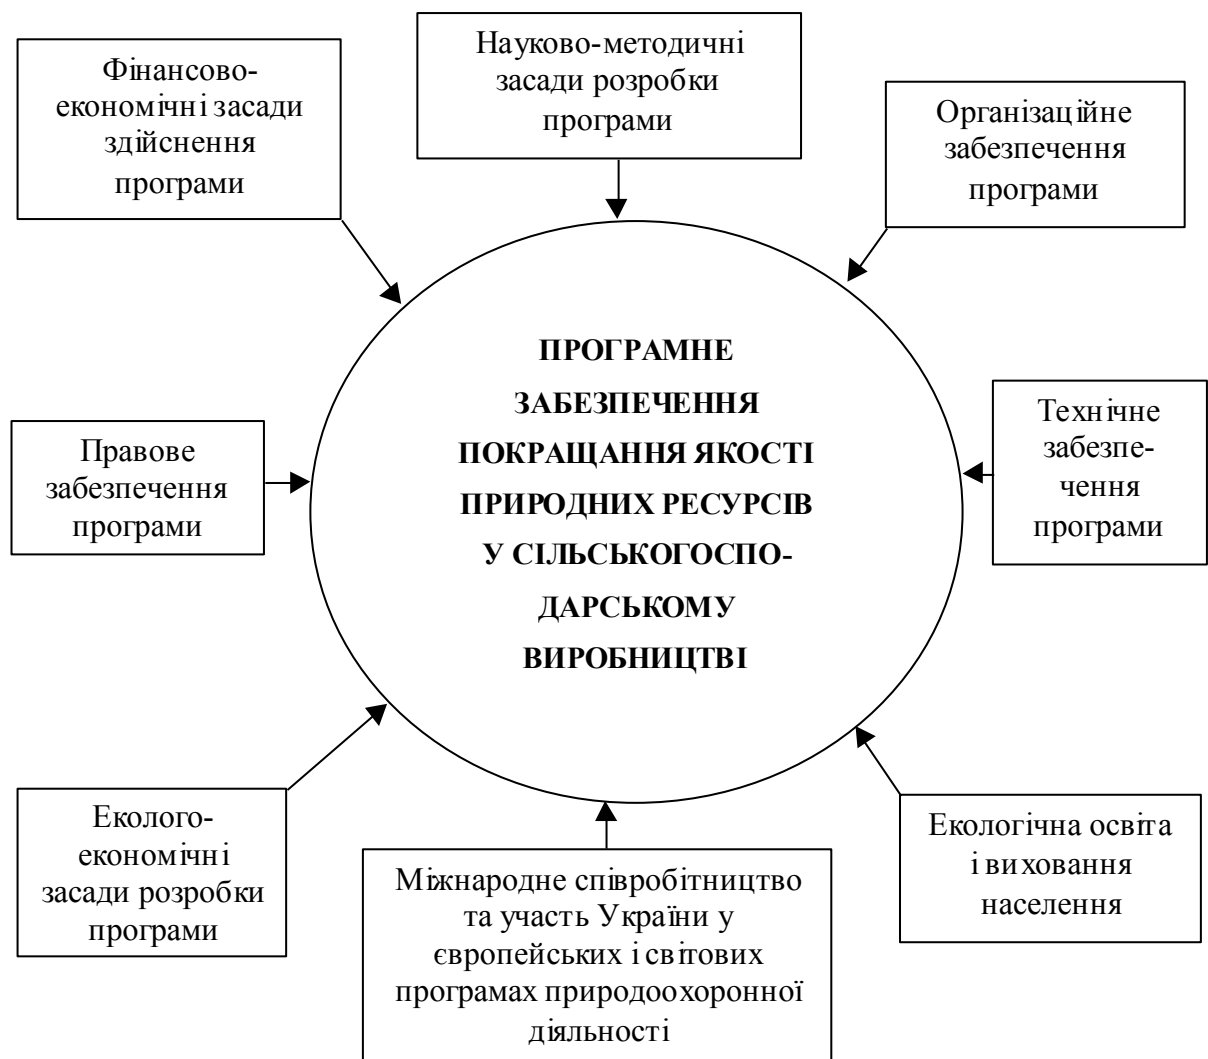 Науково-методичні
засади розробки
програми
Фінансово-
економічні засади
здійснення
програми
Організаційне
забезпечення
програми
ПРОГРАМНЕ
ЗАБЕЗПЕЧЕННЯ
ПОКРАЩАННЯ ЯКОСТІ
ПРИРОДНИХ РЕСУРСІВ
У СІЛЬСЬКОГОСПО-
ДАРСЬКОМУ
ВИРОБНИЦТВІ
Правове
забезпечення
програми
Технічне
забезпе-
чення
програми
Еколого-
економічні
засади розробки
програми
Міжнародне співробітництво
та участь України у
європейських і світових
програмах природоохоронної
діяльності
Екологічна освіта
і виховання
населення